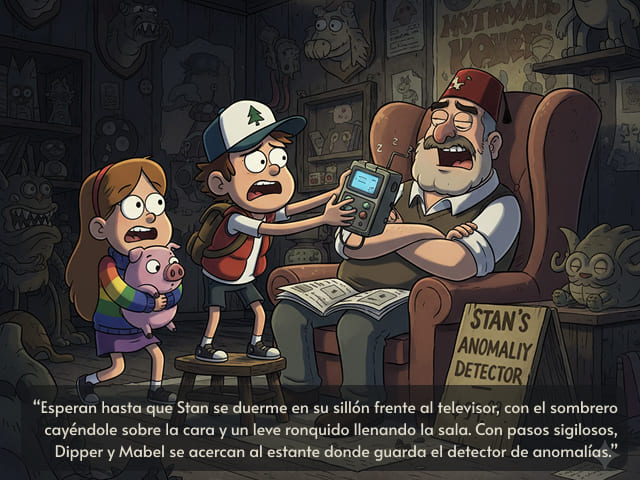 z z z
STAN'S
ANOMALIY
DETECTOR
“Esperan hasta que Stan se duerme en su sillón frente al televisor, con el sombrero
cayéndole sobre la cara y un leve ronquido llenando la sala. Con pasos sigilosos,
Dipper y Mabel se acercan al estante donde guarda el detector de anomalías.”